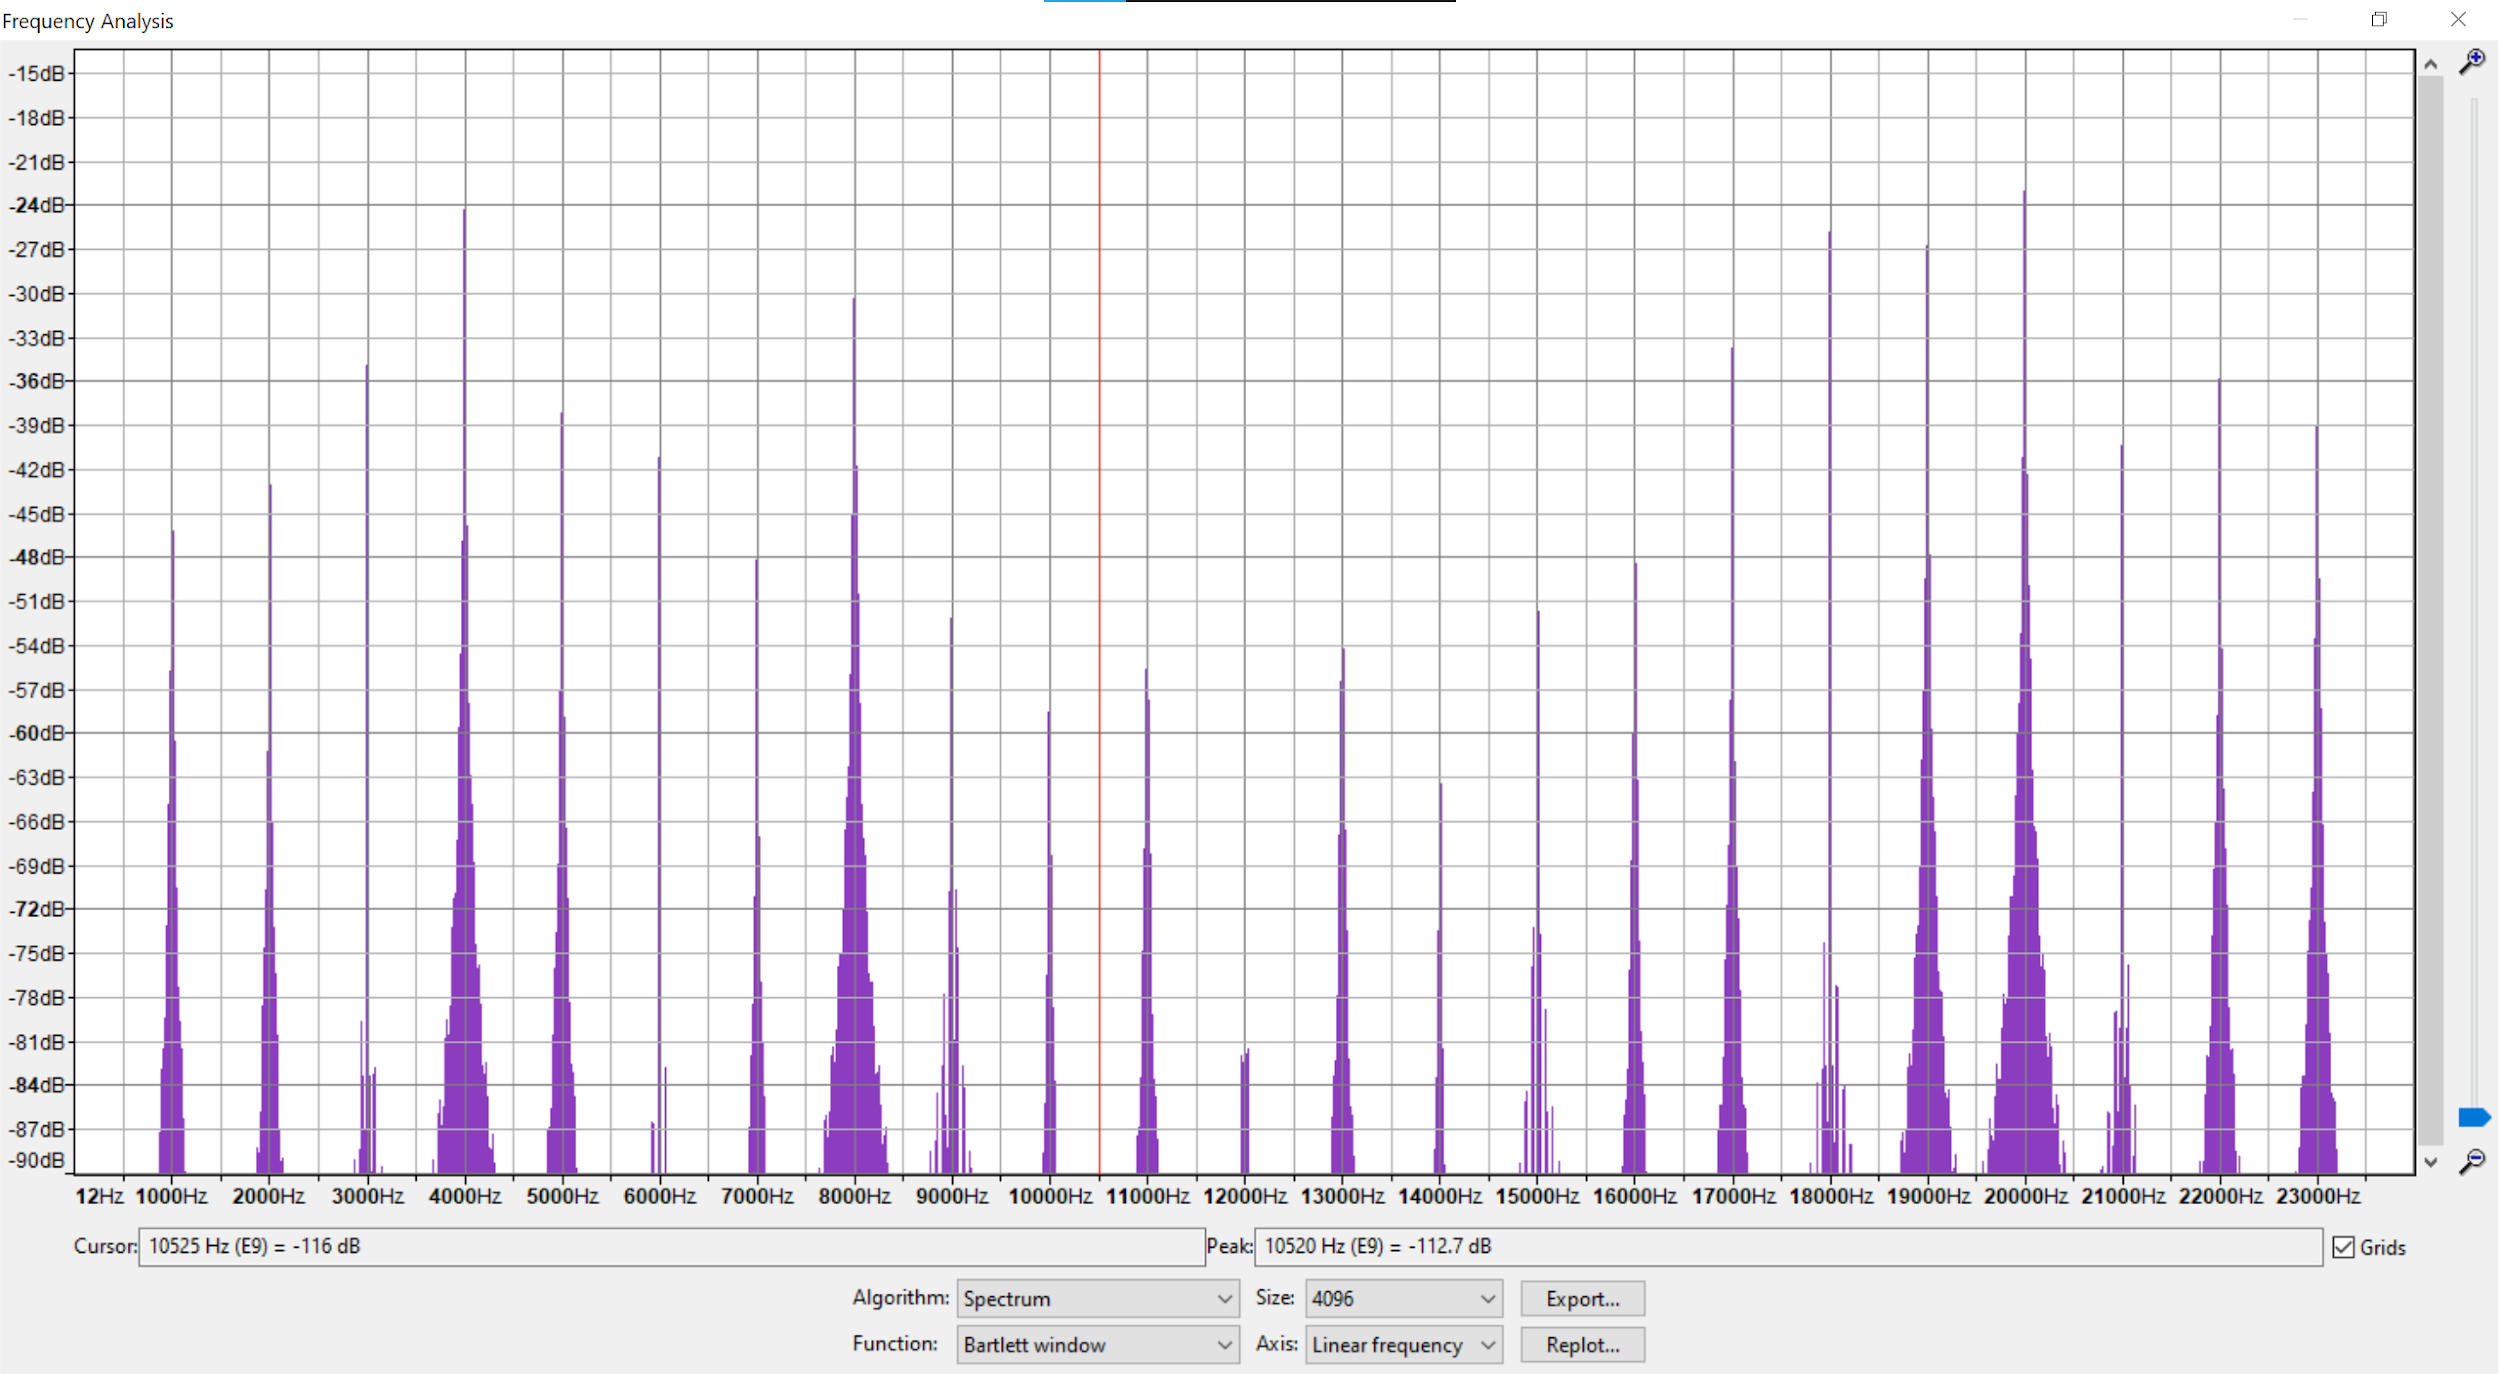 Frequency Analysis
-15dB
-18dB
-21dB
-24dB
-27dB
-30dB
-33dB
-36dB
-39dB
-42dB
-45dB
-48dB
-51dB
-54dB
-57dB
-60dB
-63dB
-66dB
-69dB
-72dB
-75dB
-78dB
-81dB
-84dB
-87dB
-90dB
12Hz 1000Hz 2000Hz 3000Hz 4000Hz 5000Hz 6000Hz 7000Hz 8000Hz 9000Hz 10000Hz 11000Hz 12000Hz 13000Hz 14000Hz 15000Hz 16000Hz 17000Hz 18000Hz 19000Hz 20000Hz 21000Hz 22000Hz 23000Hz
Cursor: 10525 Hz (E9) = -116 dB Peak: 10520 Hz (E9) = -112.7 dB Grids
Algorithm: Spectrum Size: 4096 Export...
Function: Bartlett window Axis: Linear frequency Replot...